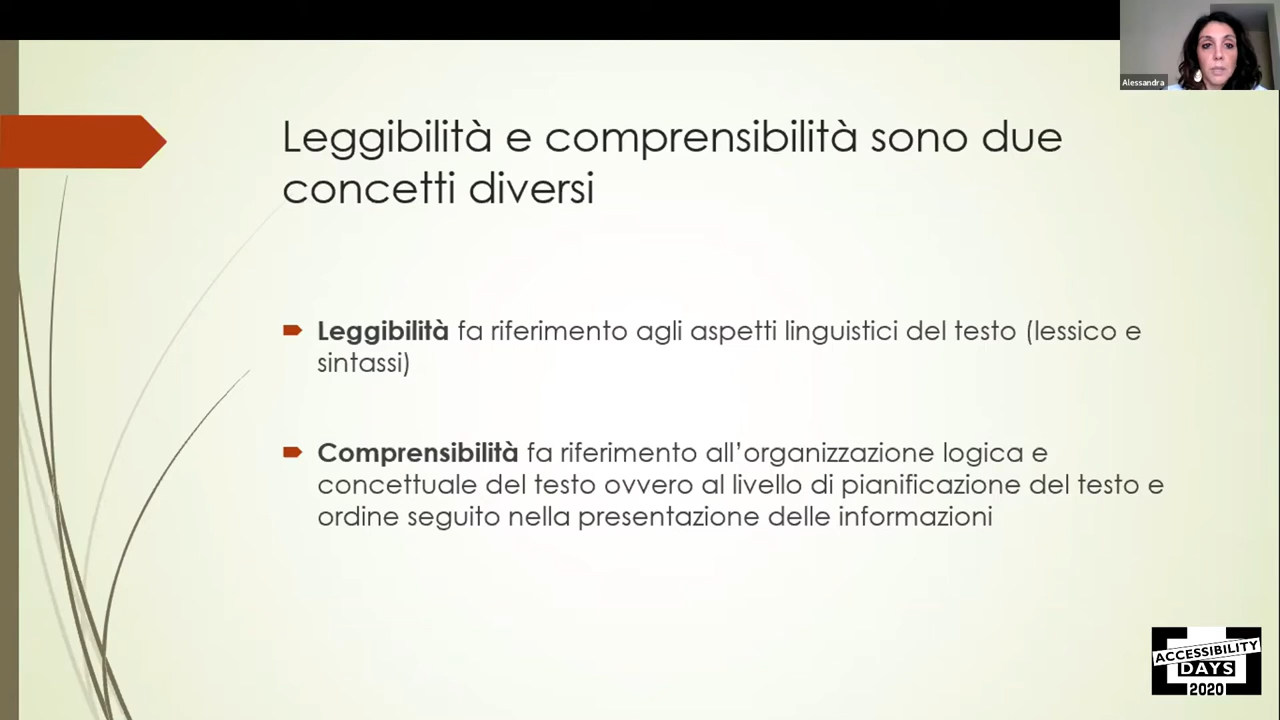 Alessandra
Leggibilità e comprensibilità sono due
concetti diversi
Leggibilità fa riferimento agli aspetti linguistici del testo (lessico e
sintassi)
Comprensibilità fa riferimento all’organizzazione logica e
concettuale del testo ovvero al livello di pianificazione del testo e
ordine seguito nella presentazione delle informazioni
ACCESSIBILITY
DAYS
2020